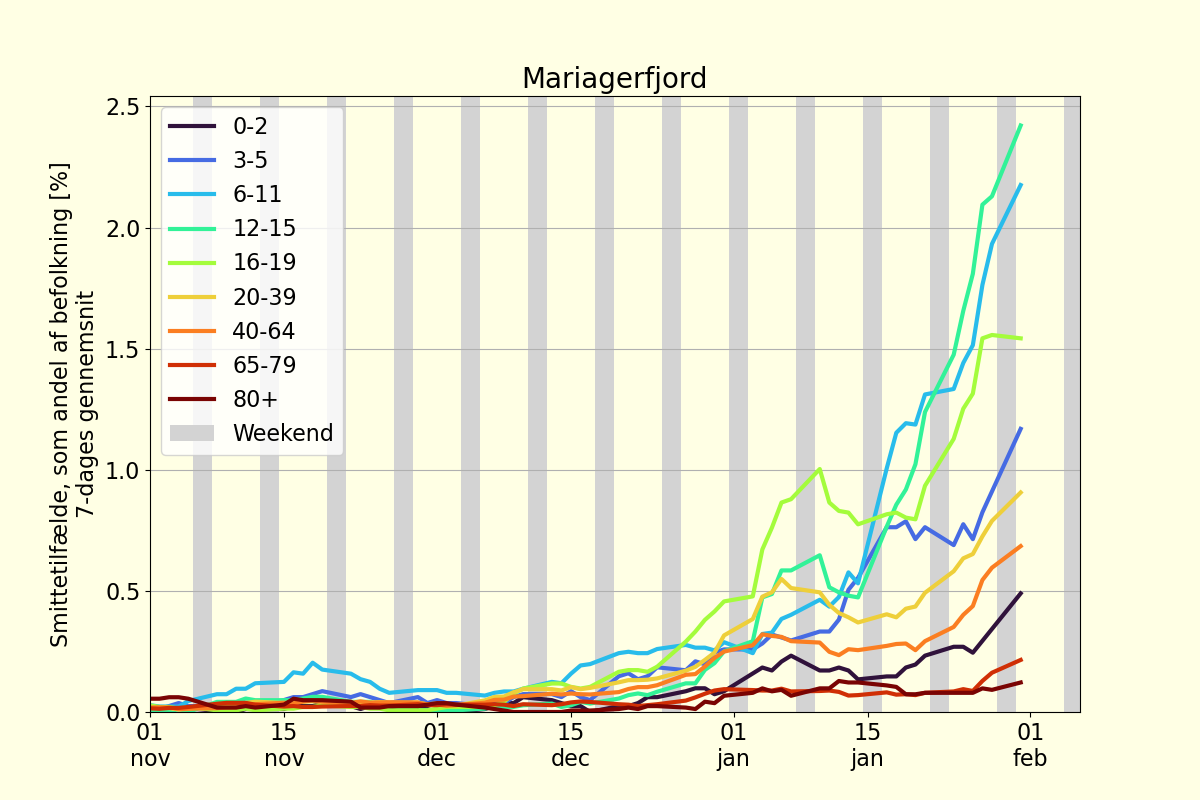 Mariagerfjord
Smittetilfælde, som andel af befolkning [%]
7-dages gennemsnit
2.5
2.0
1.5
1.0
0.5
0.0
0-2
3-5
6-11
12-15
16-19
20-39
40-64
65-79
80+
Weekend
01 15 01 15 01 15 01
nov nov dec dec jan jan feb